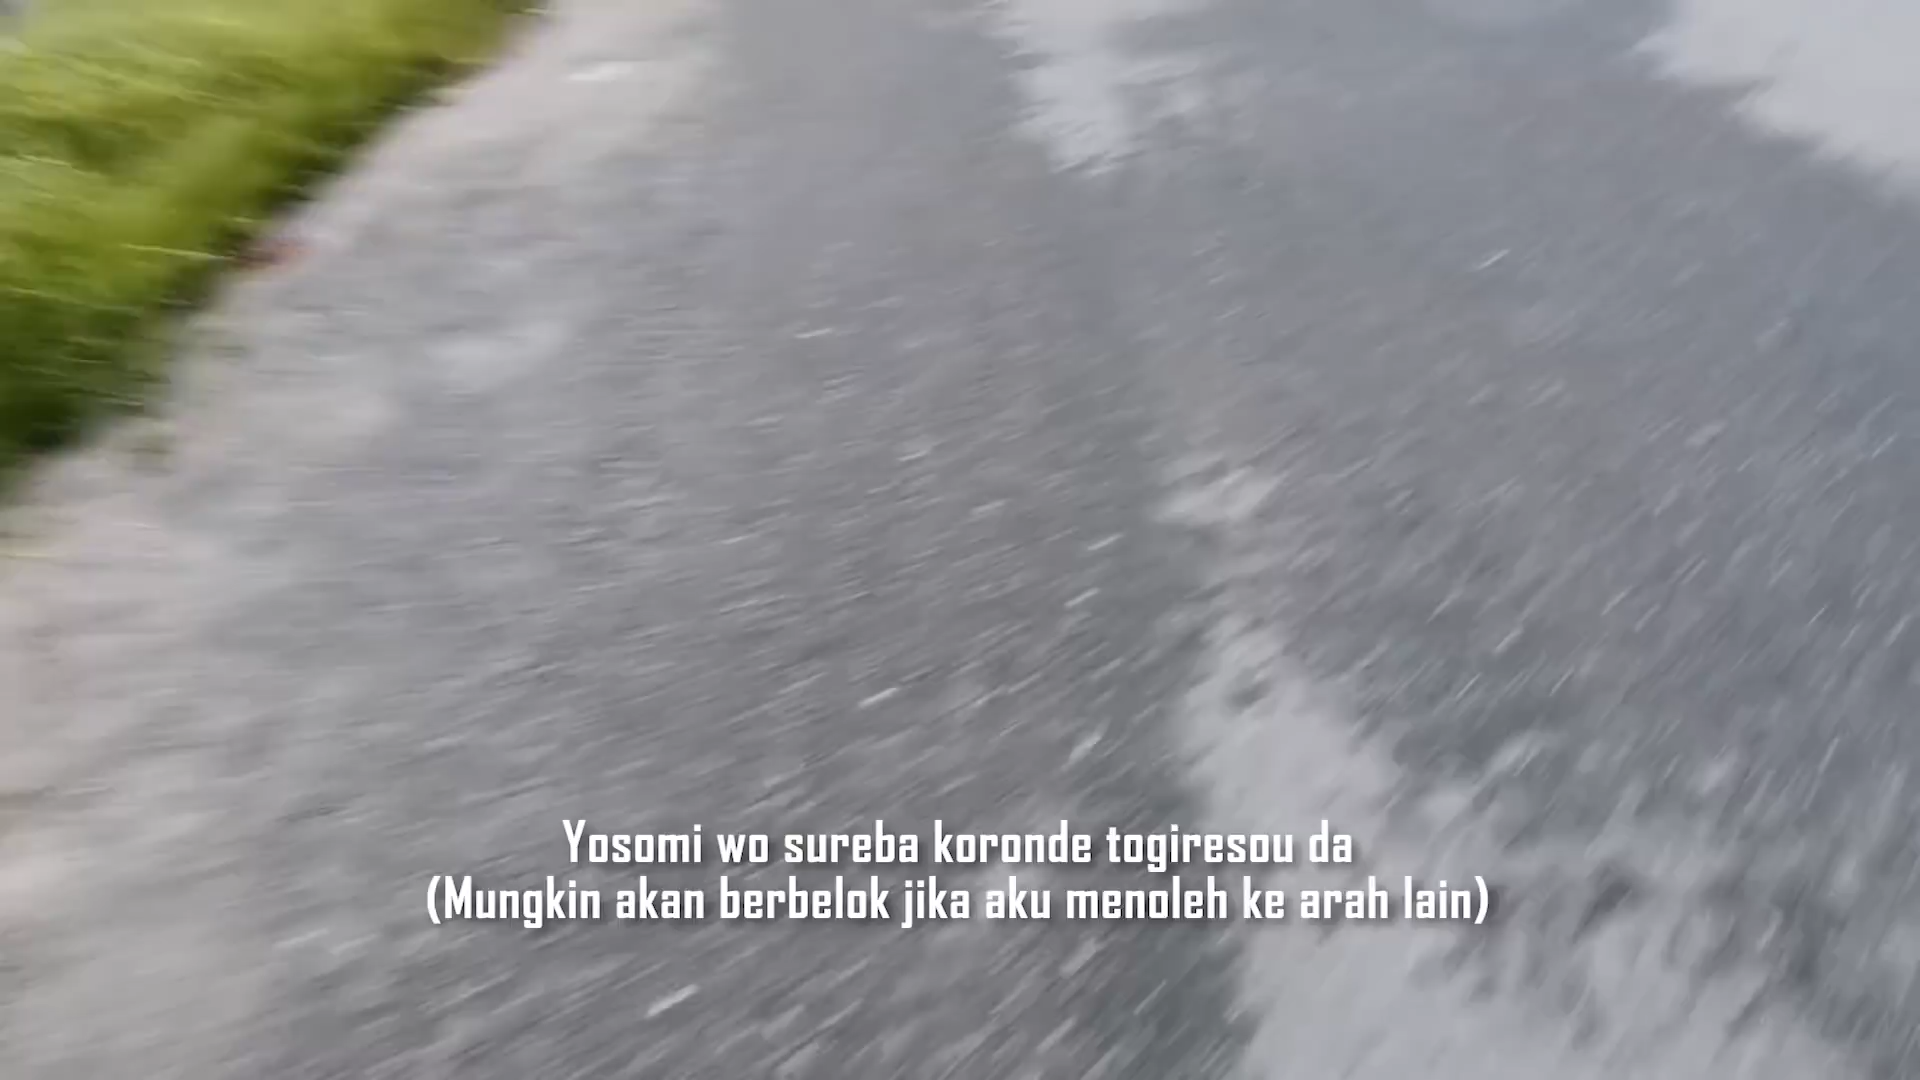 Yosomi wo sureba koronde togiresou da
(Mungkin akan berbelok jika aku menoleh ke arah lain)